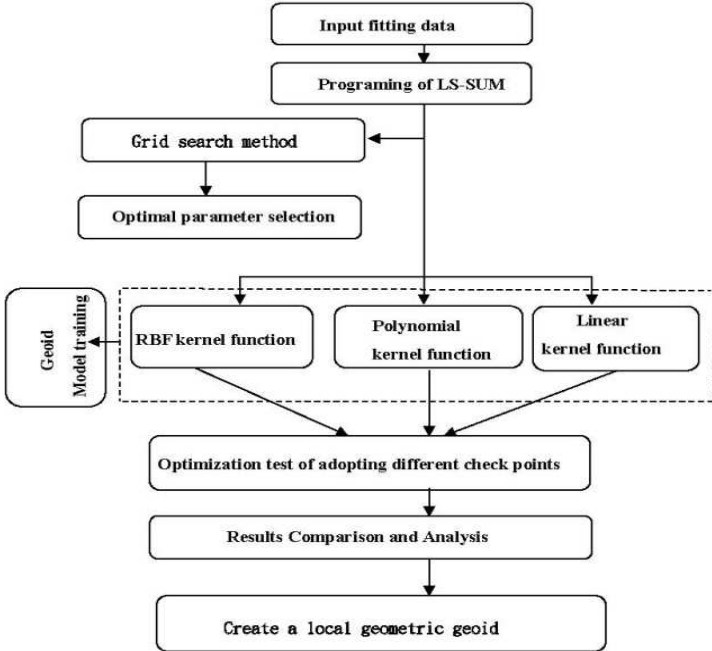 Input fitting data
Programing of LS-SUM
Grid search method
Optimal parameter selection
Geoid
Model training
RBF kernel function
Polynomial
kernel function
Linear
kernel function
Optimization test of adopting different check points
Results Comparison and Analysis
Create a local geometric geoid